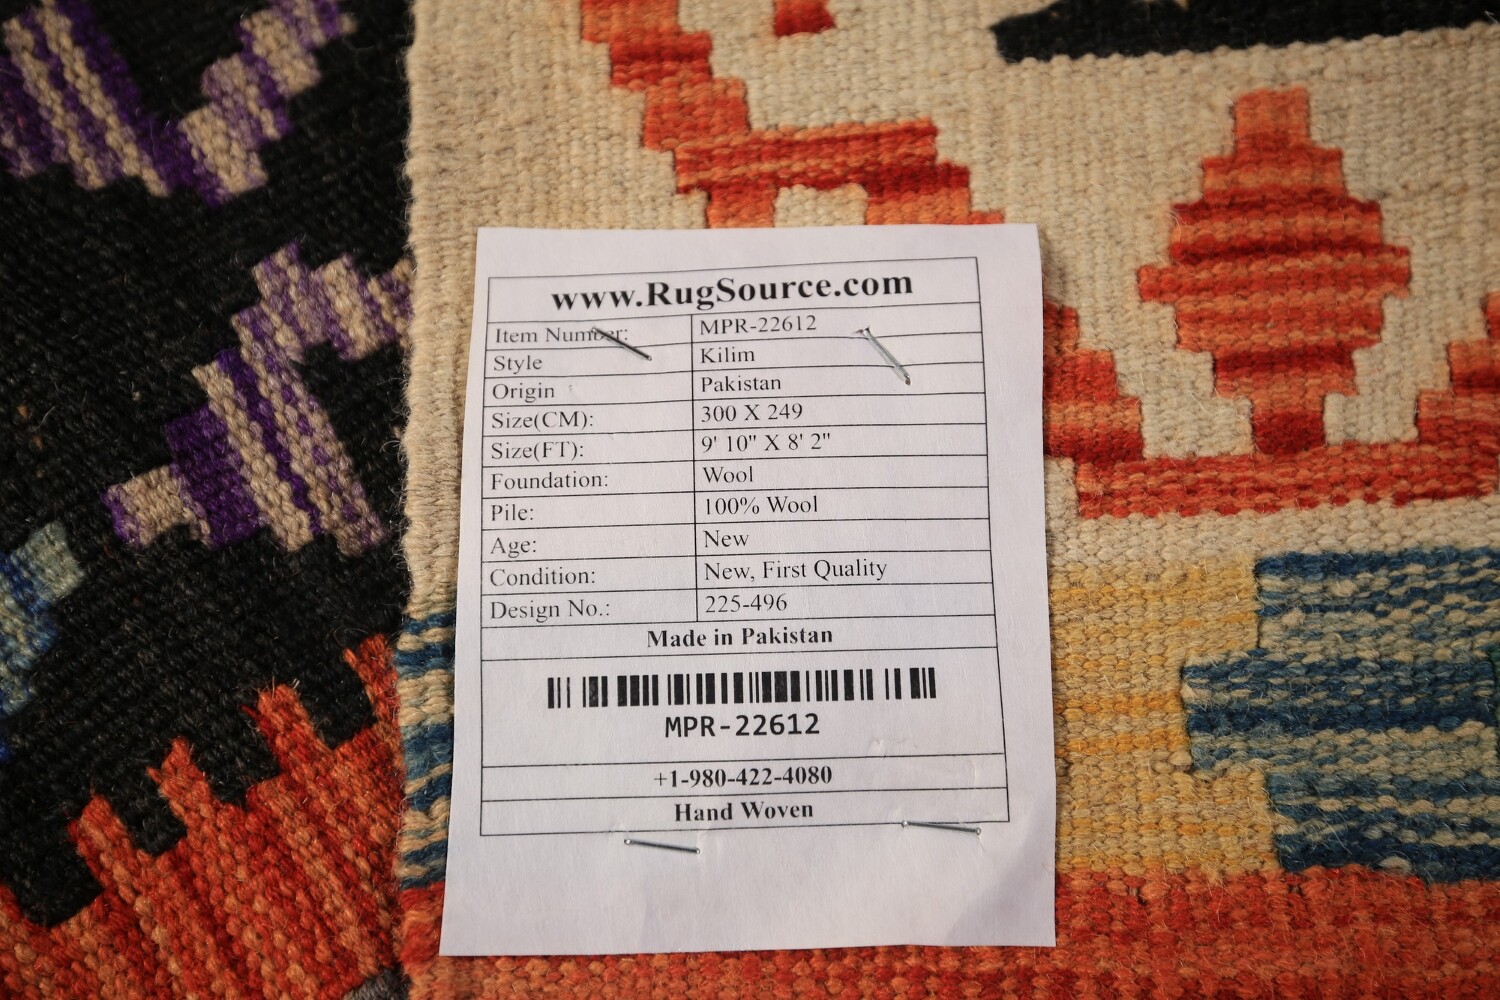 www.RugSource.com
Item Number: MPR-22612
Style Kilim
Origin Pakistan
Size(CM): 300 X 249
Size(FT): 9' 10" X 8' 2"
Foundation: Wool
Pile: 100% Wool
Age: New
Condition: New, First Quality
Design No.: 225-496
Made in Pakistan
MPR-22612
+1-980-422-4080
Hand Woven